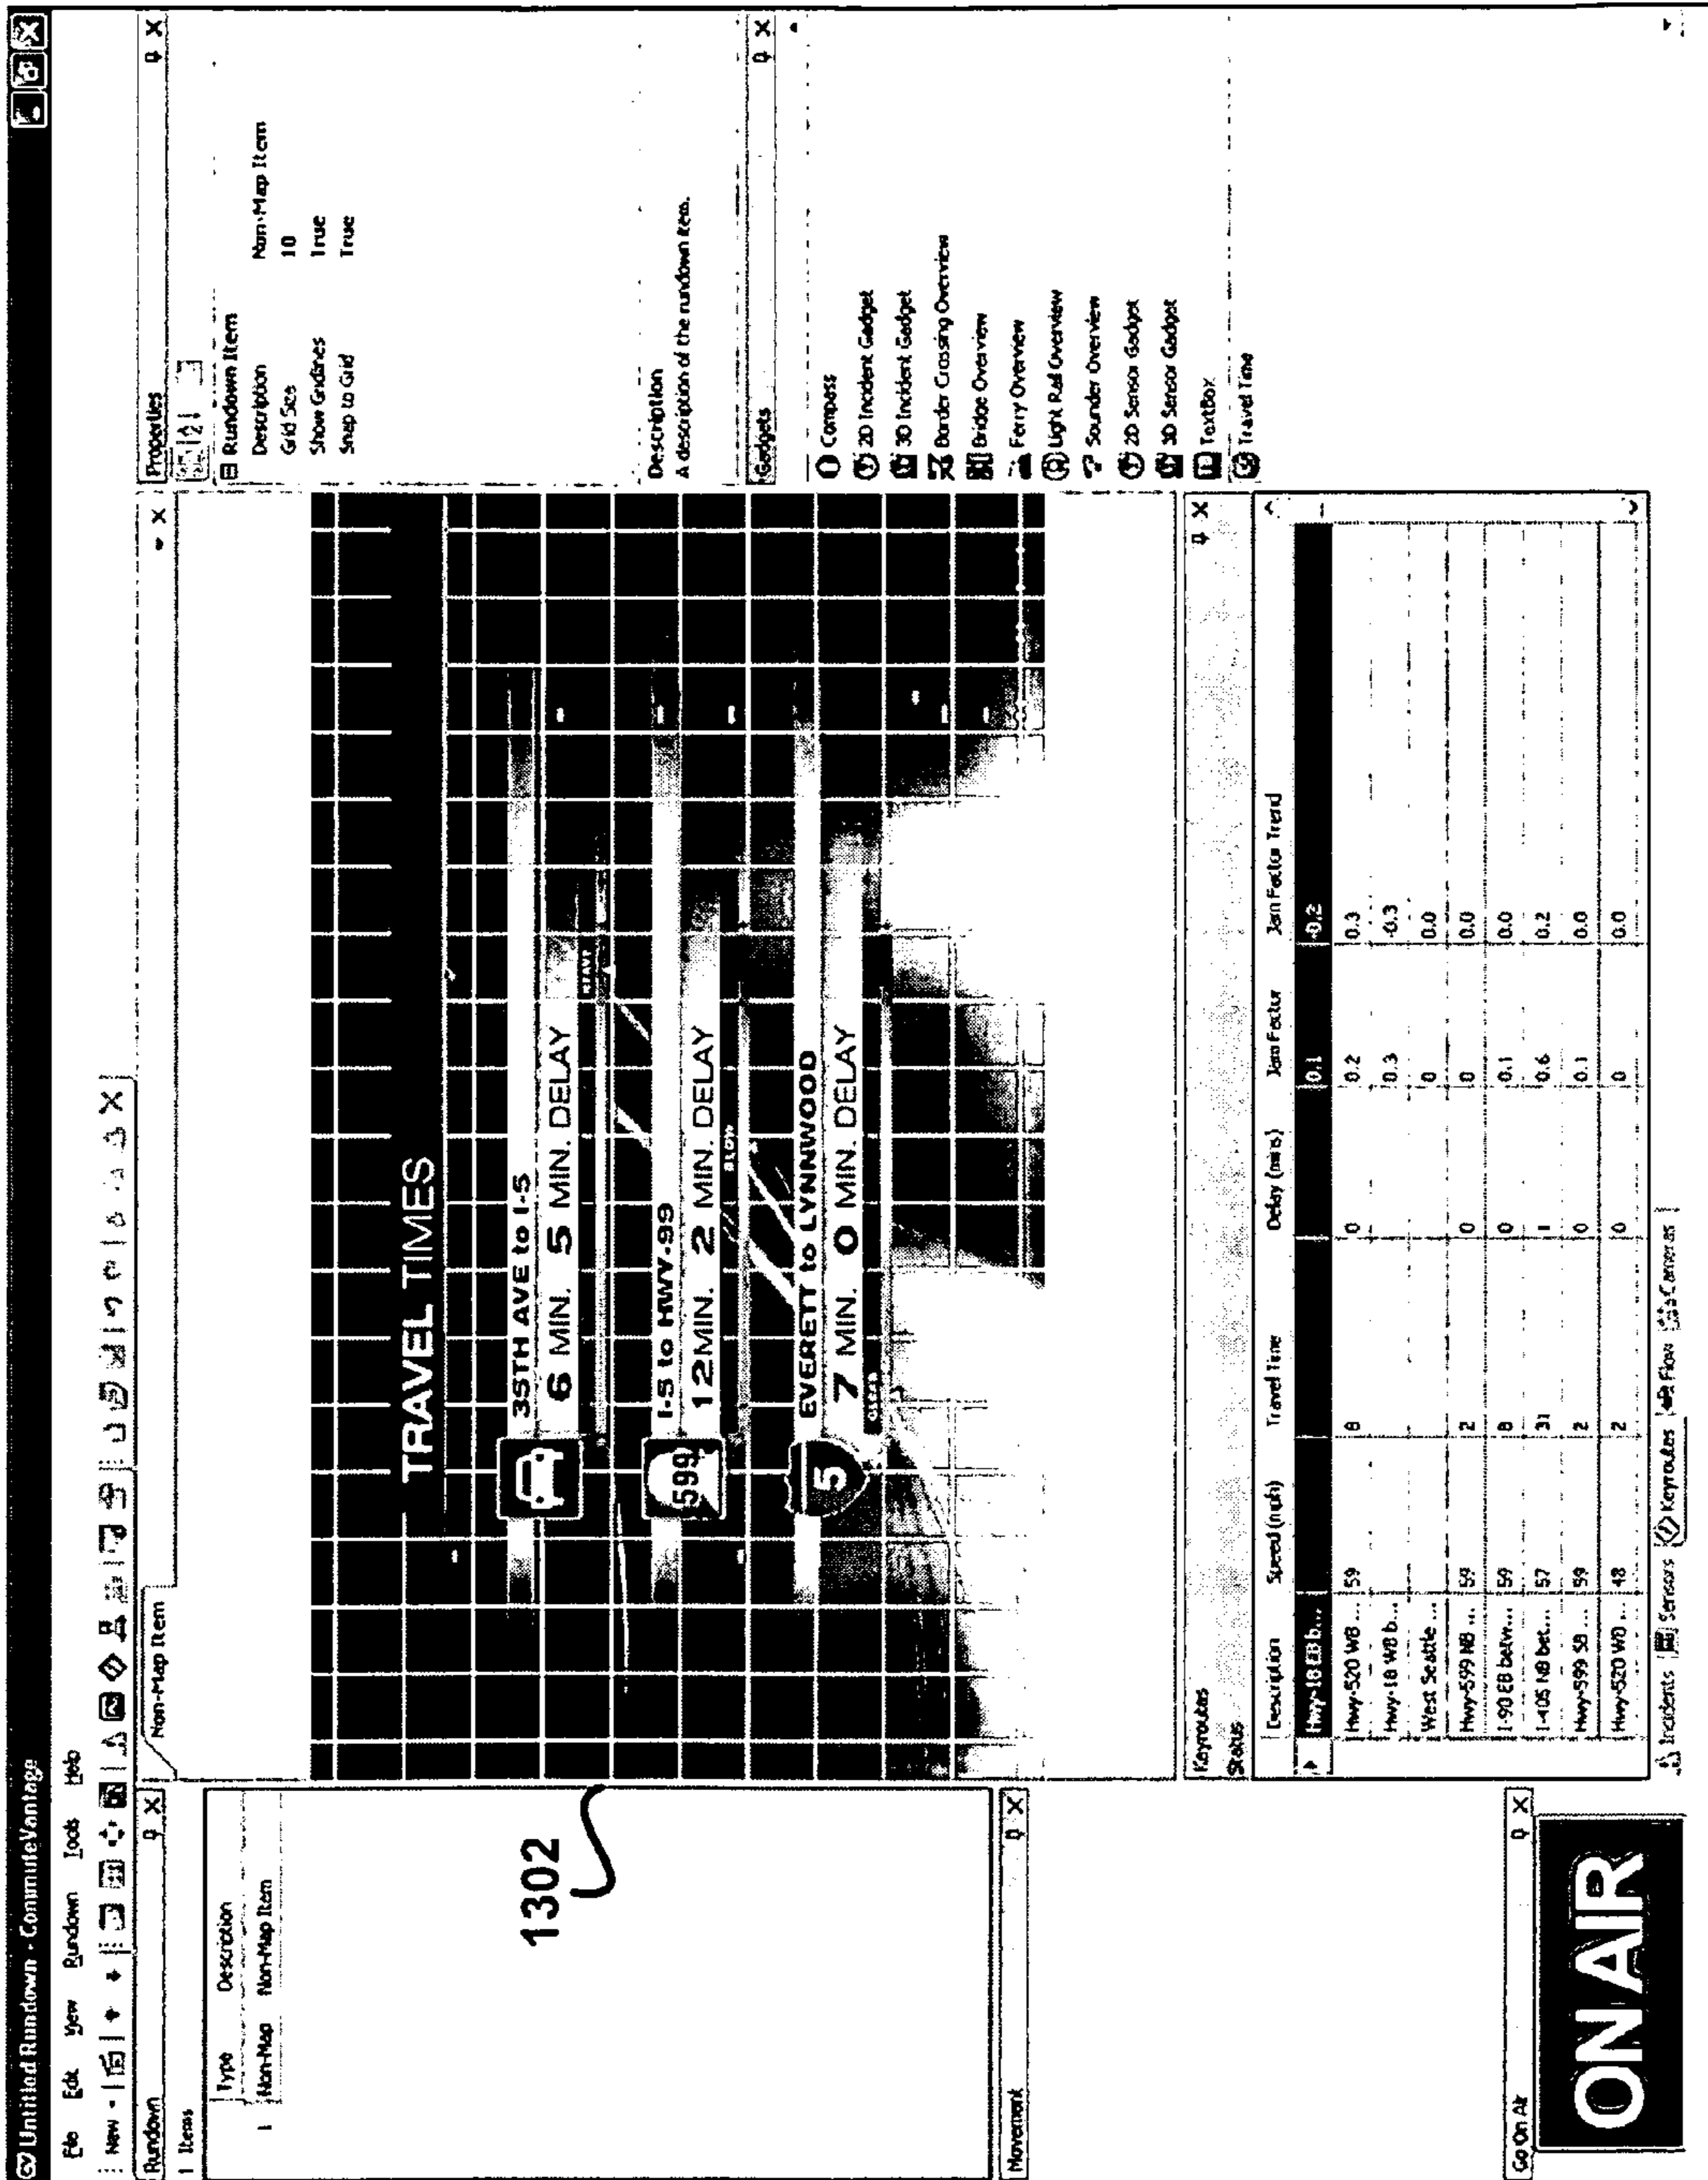 CV Untitled Rundown - CommuteVantage
File Edit View Rundown Tools Help
New
Rundown
1 Items
Type Description
1 Non-Map Non-Map Item
1302
Movement
Go On Air
ON AIR
Non-Map Item
TRAVEL TIMES
35TH AVE to I-5
6 MIN. 5 MIN. DELAY
HEAVY
599
I-5 to HWY-99
12MIN. 2 MIN. DELAY
SLOW
5
EVERETT to LYNNWOOD
7 MIN. 0 MIN. DELAY
Keyroutes
Status
Description Speed (mph) Travel Time Delay (mins) Jam Factor Jam Factor Trend
Hwy-18 EB b... 0.1 -0.2
Hwy-520 WB ... 59 8 0 0.2 0.3
Hwy-18 WB b... 0.3 -0.3
West Seattle ... 0 0.0
Hwy-599 NB ... 59 2 0 0 0.0
I-90 EB betw... 59 8 0 0.1 0.0
I-405 NB bet... 57 31 1 0.6 0.2
Hwy-599 SB ... 59 2 0 0.1 0.0
Hwy-520 WB ... 48 2 0 0 0.0
Incidents Sensors Keyroutes Flow Cameras
Properties
Rundown Item
Description Non-Map Item
Grid Size 10
Show Gridlines True
Snap to Grid True
Description
A description of the rundown item.
Gadgets
Compass
2D Incident Gadget
3D Incident Gadget
Border Crossing Overview
Bridge Overview
Ferry Overview
Light Rail Overview
Sounder Overview
2D Sensor Gadget
3D Sensor Gadget
TextBox
Travel Time